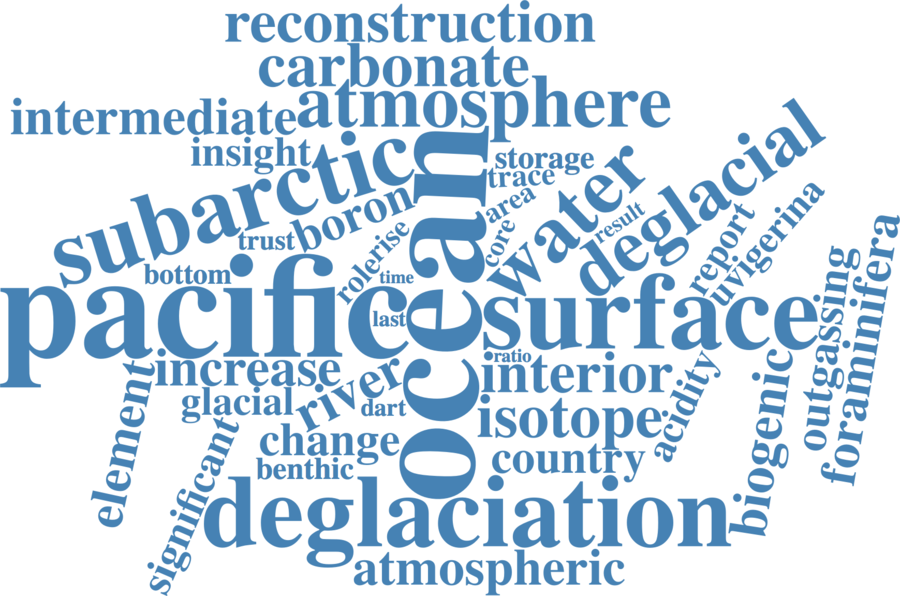 reconstruction
carbonate
atmosphere
intermediate
insight
subarctic
ocean
storage
trace
water
deglacial
boron
area
trust
role
rise
core
result
report
uvigerina
bottom
time
pacific
last
surface
outgassing
foraminifera
ratio
increase
river
interior
element
glacial
dart
isotope
acidity
biogenic
change
country
significant
benthic
deglaciation
atmospheric